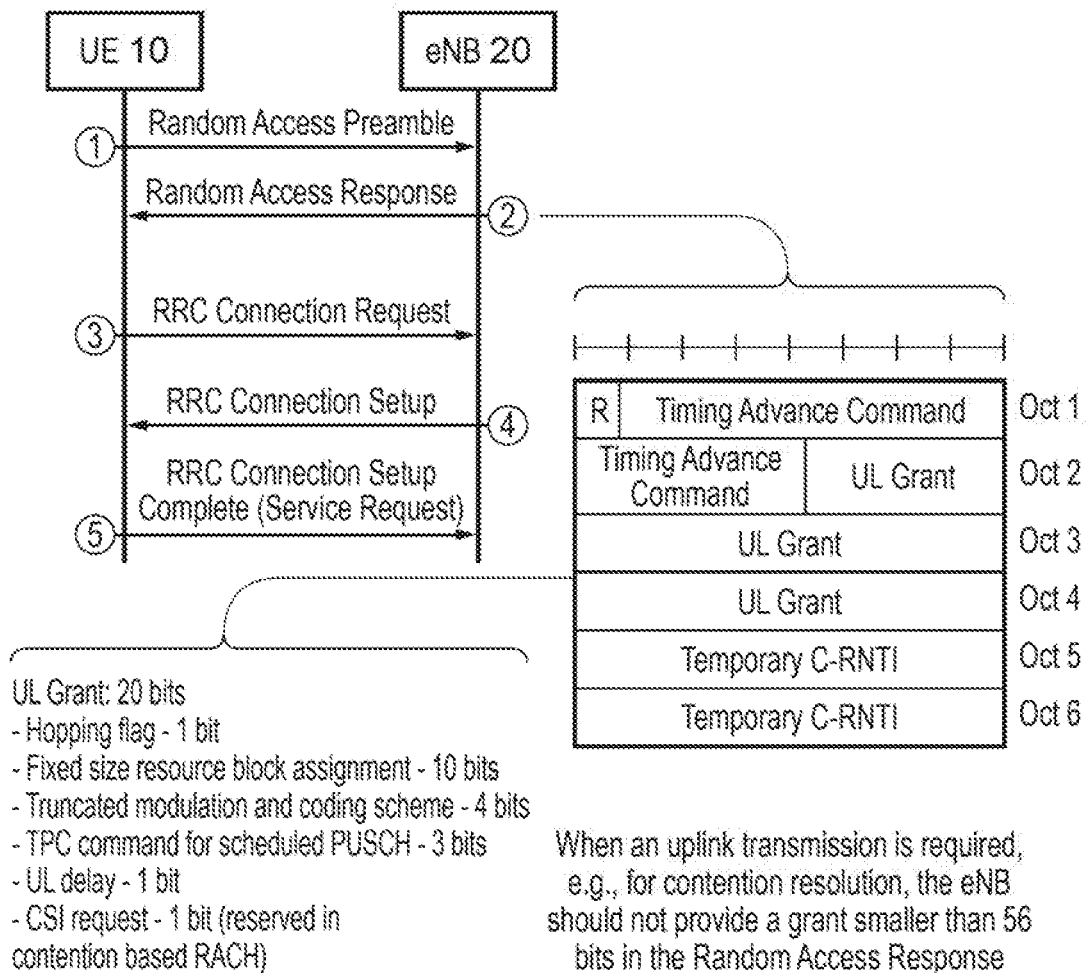 UE 10
eNB 20
Random Access Preamble
1
Random Access Response
2
RRC Connection Request
3
RRC Connection Setup
4
RRC Connection Setup
Complete (Service Request)
5
R
Timing Advance Command
Oct 1
Timing Advance
Command
UL Grant
Oct 2
UL Grant
Oct 3
UL Grant
Oct 4
Temporary C-RNTI
Oct 5
Temporary C-RNTI
Oct 6
UL Grant: 20 bits
- Hopping flag - 1 bit
- Fixed size resource block assignment - 10 bits
- Truncated modulation and coding scheme - 4 bits
- TPC command for scheduled PUSCH - 3 bits
- UL delay - 1 bit
- CSI request - 1 bit (reserved in
contention based RACH)
When an uplink transmission is required,
e.g., for contention resolution, the eNB
should not provide a grant smaller than 56
bits in the Random Access Response